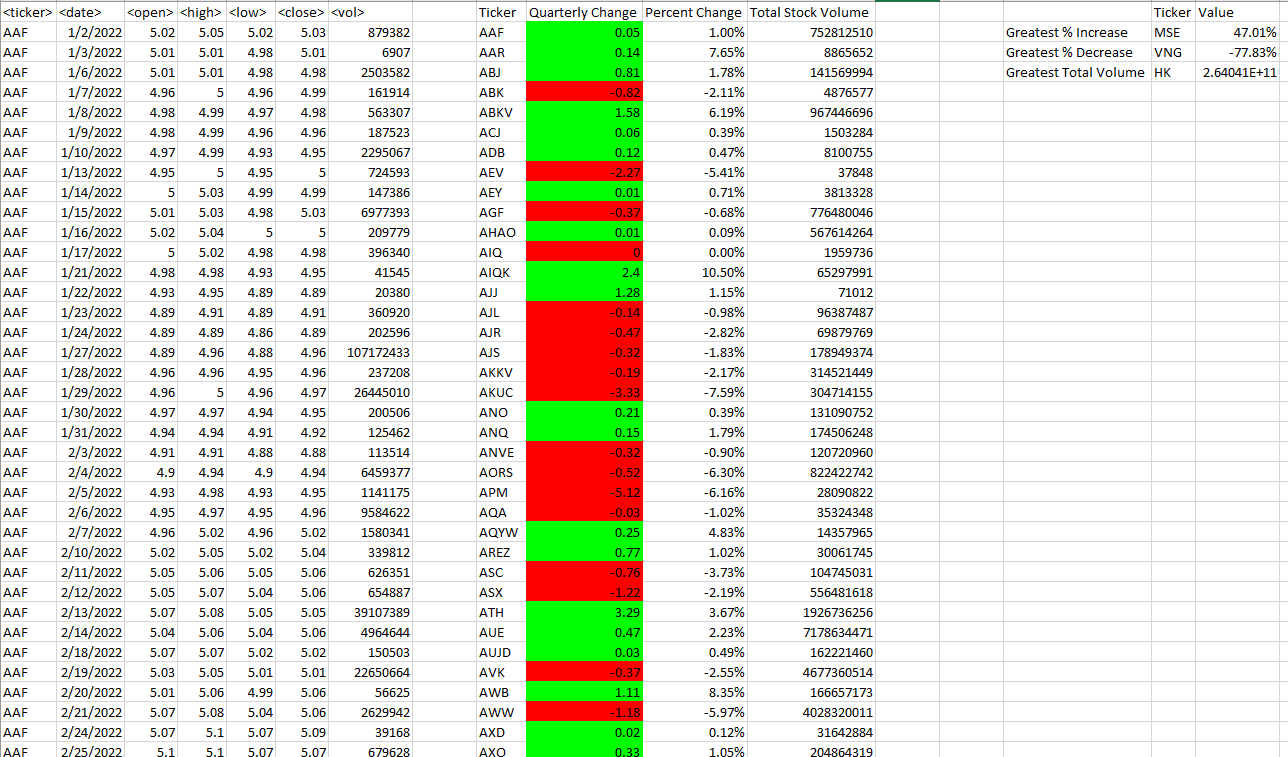 <ticker> <date> <open> <high> <low> <close> <vol> Ticker Quarterly Change Percent Change Total Stock Volume Ticker Value
AAF 1/2/2022 5.02 5.05 5.02 5.03 879382 AAF 0.05 1.00% 752812510 Greatest % Increase MSE 47.01%
AAF 1/3/2022 5.01 5.01 4.98 5.01 6907 AAR 0.14 7.65% 8865652 Greatest % Decrease VNG -77.83%
AAF 1/6/2022 5.01 5.01 4.98 4.98 2503582 ABJ 0.81 1.78% 141569994 Greatest Total Volume HK 2.64041E+11
AAF 1/7/2022 4.96 5 4.96 4.99 161914 ABK -0.82 -2.11% 4876577
AAF 1/8/2022 4.98 4.99 4.97 4.98 563307 ABKV 1.58 6.19% 967446696
AAF 1/9/2022 4.98 4.99 4.96 4.96 187523 ACJ 0.06 0.39% 1503284
AAF 1/10/2022 4.97 4.99 4.93 4.95 2295067 ADB 0.12 0.47% 8100755
AAF 1/13/2022 4.95 5 4.95 5 724593 AEV -2.27 -5.41% 37848
AAF 1/14/2022 5 5.03 4.99 4.99 147386 AEY 0.01 0.71% 3813328
AAF 1/15/2022 5.01 5.03 4.98 5.03 6977393 AGF -0.37 -0.68% 776480046
AAF 1/16/2022 5.02 5.04 5 5 209779 AHAO 0.01 0.09% 567614264
AAF 1/17/2022 5 5.02 4.98 4.98 396340 AIQ 0 0.00% 1959736
AAF 1/21/2022 4.98 4.98 4.93 4.95 41545 AIQK 2.4 10.50% 65297991
AAF 1/22/2022 4.93 4.95 4.89 4.89 20380 AJJ 1.28 1.15% 71012
AAF 1/23/2022 4.89 4.91 4.89 4.91 360920 AJL -0.14 -0.98% 96387487
AAF 1/24/2022 4.89 4.89 4.86 4.89 202596 AJR -0.47 -2.82% 69879769
AAF 1/27/2022 4.89 4.96 4.88 4.96 107172433 AJS -0.32 -1.83% 178949374
AAF 1/28/2022 4.96 4.96 4.95 4.96 237208 AKKV -0.19 -2.17% 314521449
AAF 1/29/2022 4.96 5 4.96 4.97 26445010 AKUC -3.33 -7.59% 304714155
AAF 1/30/2022 4.97 4.97 4.94 4.95 200506 ANO 0.21 0.39% 131090752
AAF 1/31/2022 4.94 4.94 4.91 4.92 125462 ANQ 0.15 1.79% 174506248
AAF 2/3/2022 4.91 4.91 4.88 4.88 113514 ANVE -0.32 -0.90% 120720960
AAF 2/4/2022 4.9 4.94 4.9 4.94 6459377 AORS -0.52 -6.30% 822422742
AAF 2/5/2022 4.93 4.98 4.93 4.95 1141175 APM -5.12 -6.16% 28090822
AAF 2/6/2022 4.95 4.97 4.95 4.96 9584622 AQA -0.03 -1.02% 35324348
AAF 2/7/2022 4.96 5.02 4.96 5.02 1580341 AQYW 0.25 4.83% 14357965
AAF 2/10/2022 5.02 5.05 5.02 5.04 339812 AREZ 0.77 1.02% 30061745
AAF 2/11/2022 5.05 5.06 5.05 5.06 626351 ASC -0.76 -3.73% 104745031
AAF 2/12/2022 5.05 5.07 5.04 5.06 654887 ASX -1.22 -2.19% 556481618
AAF 2/13/2022 5.07 5.08 5.05 5.05 39107389 ATH 3.29 3.67% 1926736256
AAF 2/14/2022 5.04 5.06 5.04 5.06 4964644 AUE 0.47 2.23% 7178634471
AAF 2/18/2022 5.07 5.07 5.02 5.02 150503 AUJD 0.03 0.49% 162221460
AAF 2/19/2022 5.03 5.05 5.01 5.01 22650664 AVK -0.37 -2.55% 4677360514
AAF 2/20/2022 5.01 5.06 4.99 5.06 56625 AWB 1.11 8.35% 166657173
AAF 2/21/2022 5.07 5.08 5.04 5.06 2629942 AWW -1.18 -5.97% 4028320011
AAF 2/24/2022 5.07 5.1 5.07 5.09 39168 AXD 0.02 0.12% 31642884
AAF 2/25/2022 5.1 5.1 5.07 5.07 679628 AXO 0.33 1.05% 204864319